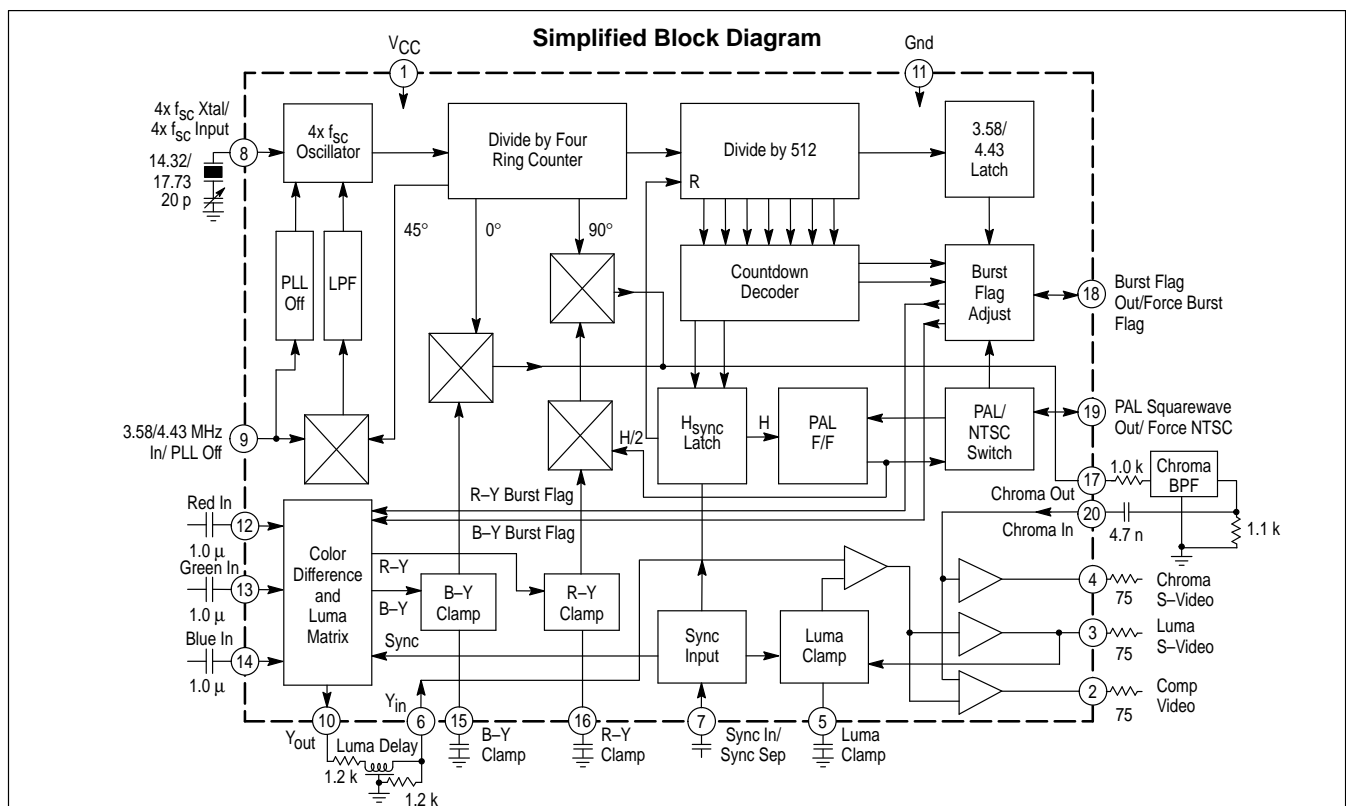 Simplified Block Diagram
VCC
1
Gnd
11
4x fsc Xtal/
4x fsc Input
8
14.32/
17.73
20 p
4x fsc
Oscillator
Divide by Four
Ring Counter
Divide by 512
R
3.58/
4.43
Latch
45°
0°
90°
PLL
Off
LPF
Countdown
Decoder
Burst
Flag
Adjust
18
Burst Flag
Out/Force Burst
Flag
3.58/4.43 MHz
In/ PLL Off
9
H/2
Hsync
Latch
H
PAL
F/F
PAL/
NTSC
Switch
19
PAL Squarewave
Out/ Force NTSC
17
1.0 k
Chroma
BPF
Chroma Out
20
Chroma In
4.7 n
1.1 k
R–Y Burst Flag
B–Y Burst Flag
Red In
12
1.0 µ
Green In
13
1.0 µ
Blue In
14
1.0 µ
Color
Difference
and
Luma
Matrix
R–Y
B–Y
Sync
B–Y
Clamp
R–Y
Clamp
Sync
Input
Luma
Clamp
4
75
Chroma
S–Video
3
75
Luma
S–Video
2
75
Comp
Video
10
Yout
Yin
6
15
B–Y
Clamp
16
R–Y
Clamp
7
Sync In/
Sync Sep
5
Luma
Clamp
Luma Delay
1.2 k
1.2 k